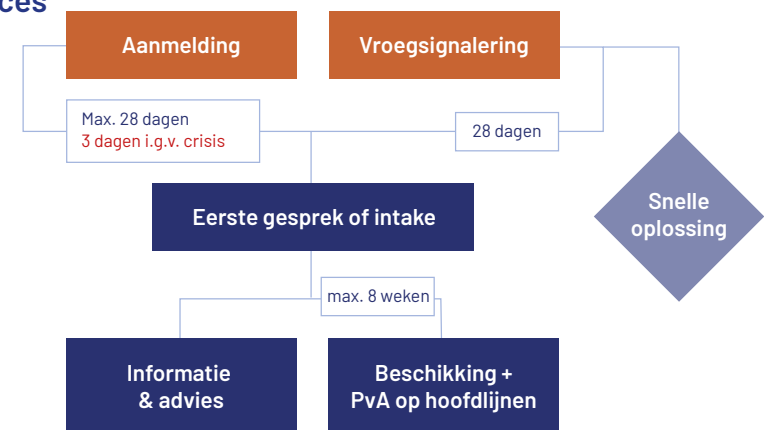 ces
Aanmelding
Vroegsignalering
Max. 28 dagen
3 dagen i.g.v. crisis
28 dagen
Snelle
oplossing
Eerste gesprek of intake
max. 8 weken
Informatie
& advies
Beschikking +
PvA op hoofdlijnen